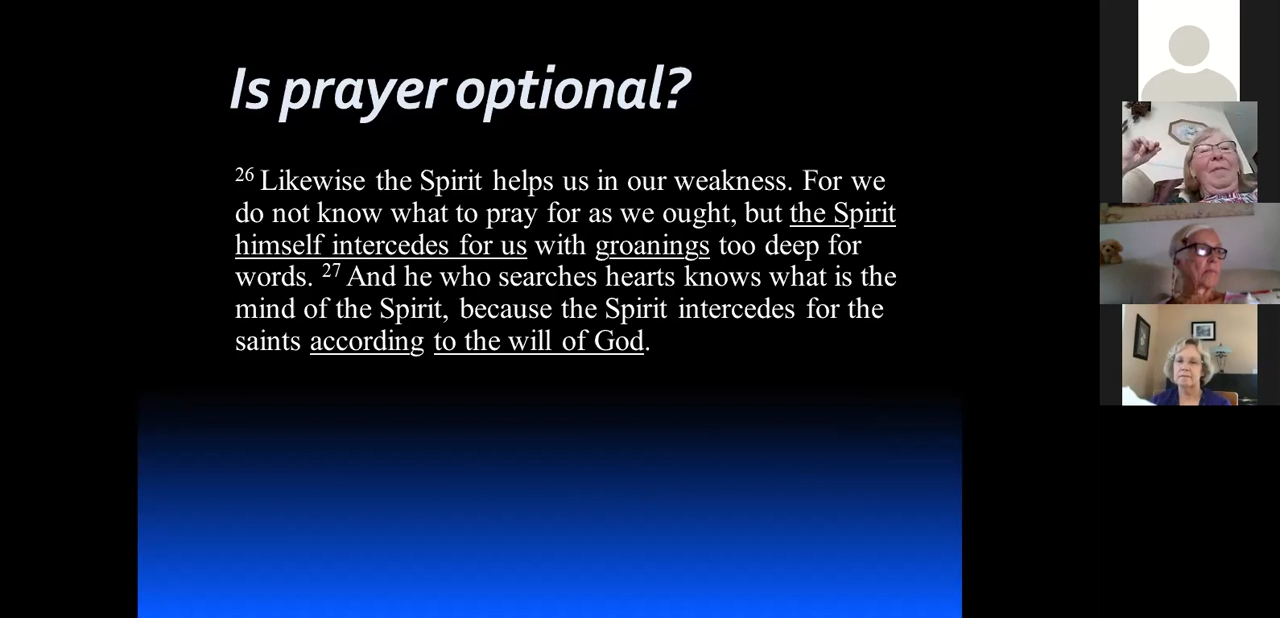 Is prayer optional?
26 Likewise the Spirit helps us in our weakness. For we
do not know what to pray for as we ought, but the Spirit
himself intercedes for us with groanings too deep for
words. 27 And he who searches hearts knows what is the
mind of the Spirit, because the Spirit intercedes for the
saints according to the will of God.